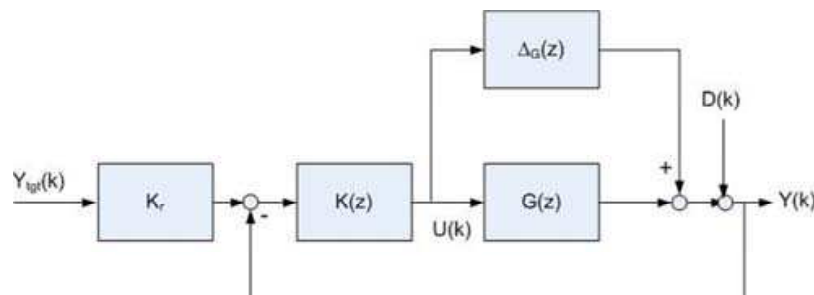 Δ_G(z)
D(k)
Y_tgt(k)
K_r
-
K(z)
U(k)
G(z)
+
Y(k)